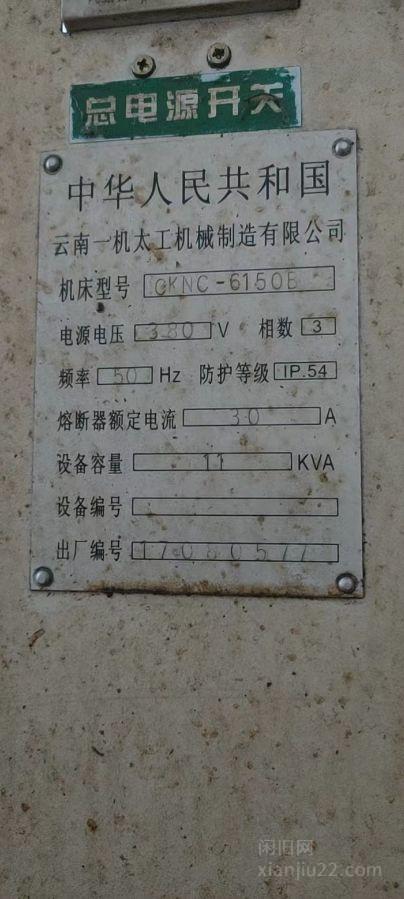 总电源开关
中华人民共和国
云南一机太工机械制造有限公司
机床型号 CKNC-6150E
电源电压 380 V 相数 3
频率 50 Hz 防护等级 IP.54
熔断器额定电流 30 A
设备容量 11 KVA
设备编号
出厂编号 17080577
闲旧网
xianjiu22.com